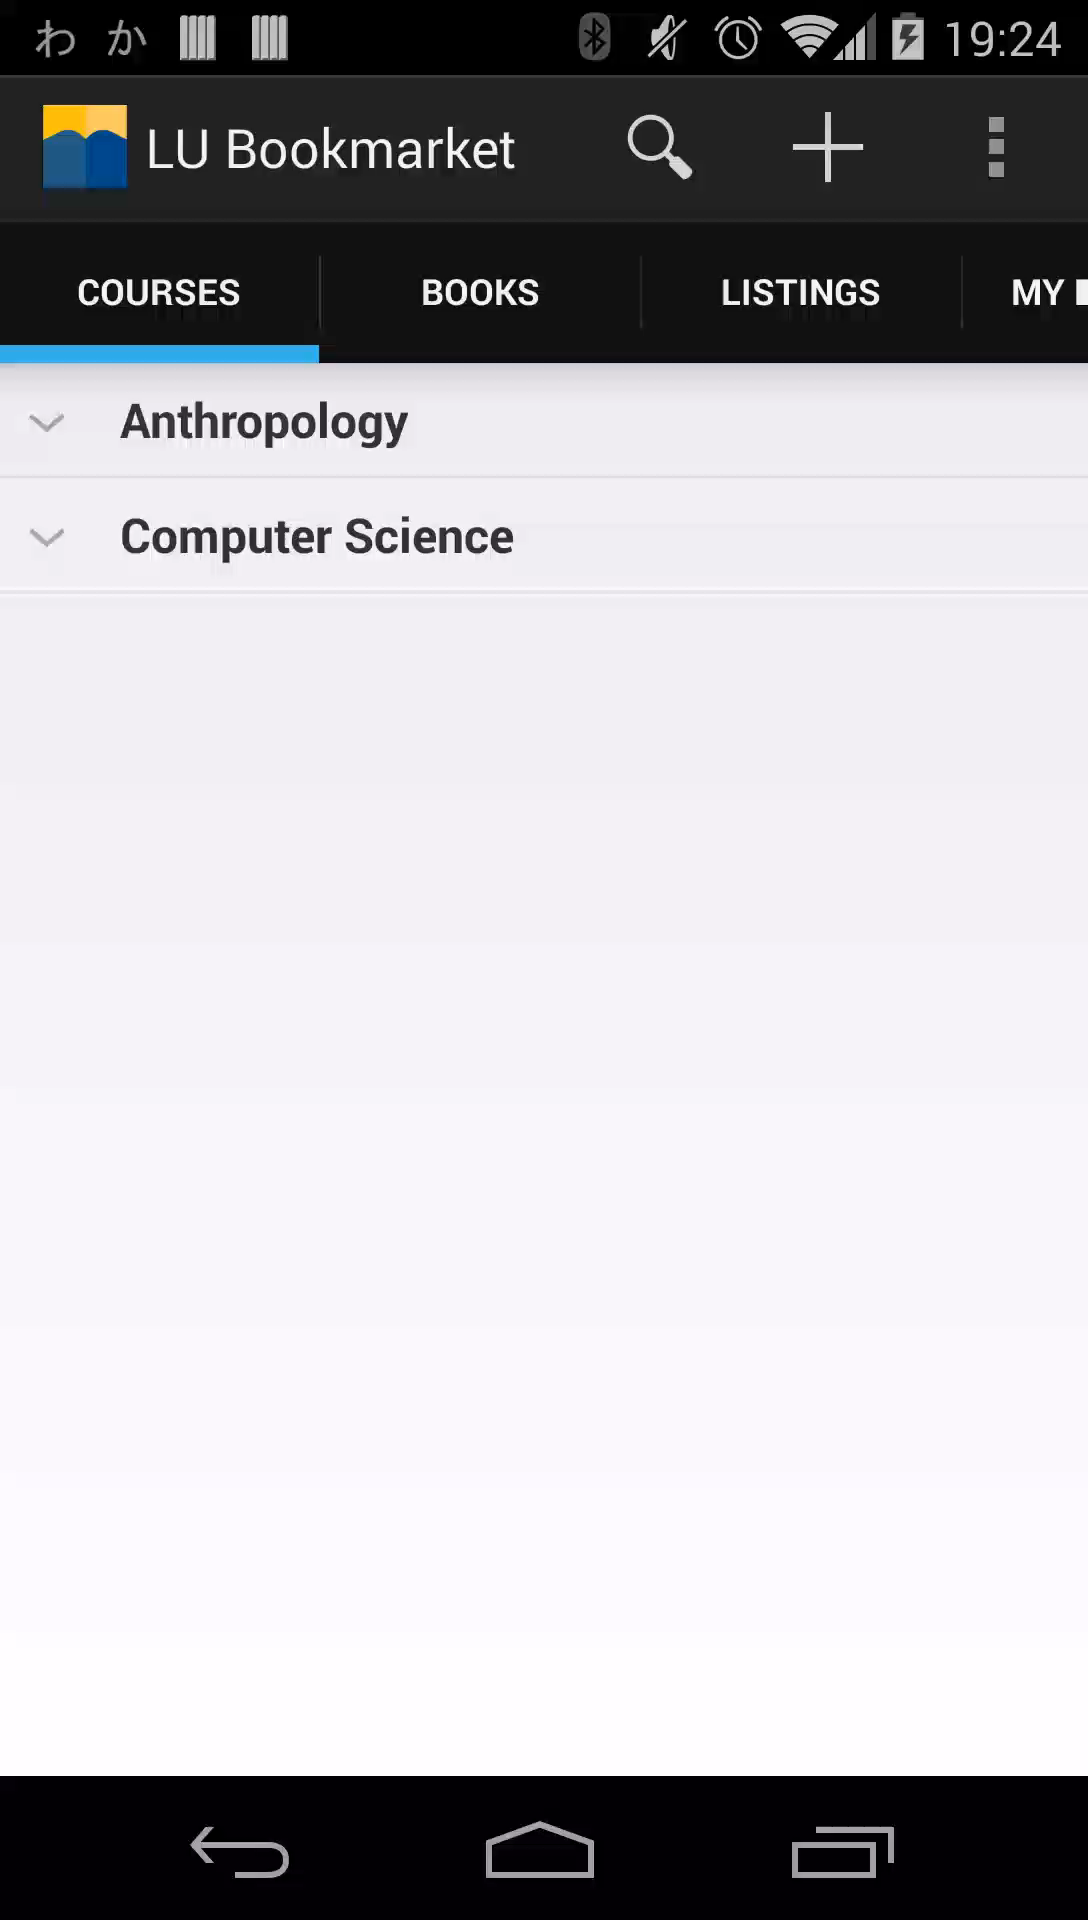 わ か 19:24
LU Bookmarket
COURSES BOOKS LISTINGS MY
Anthropology
Computer Science